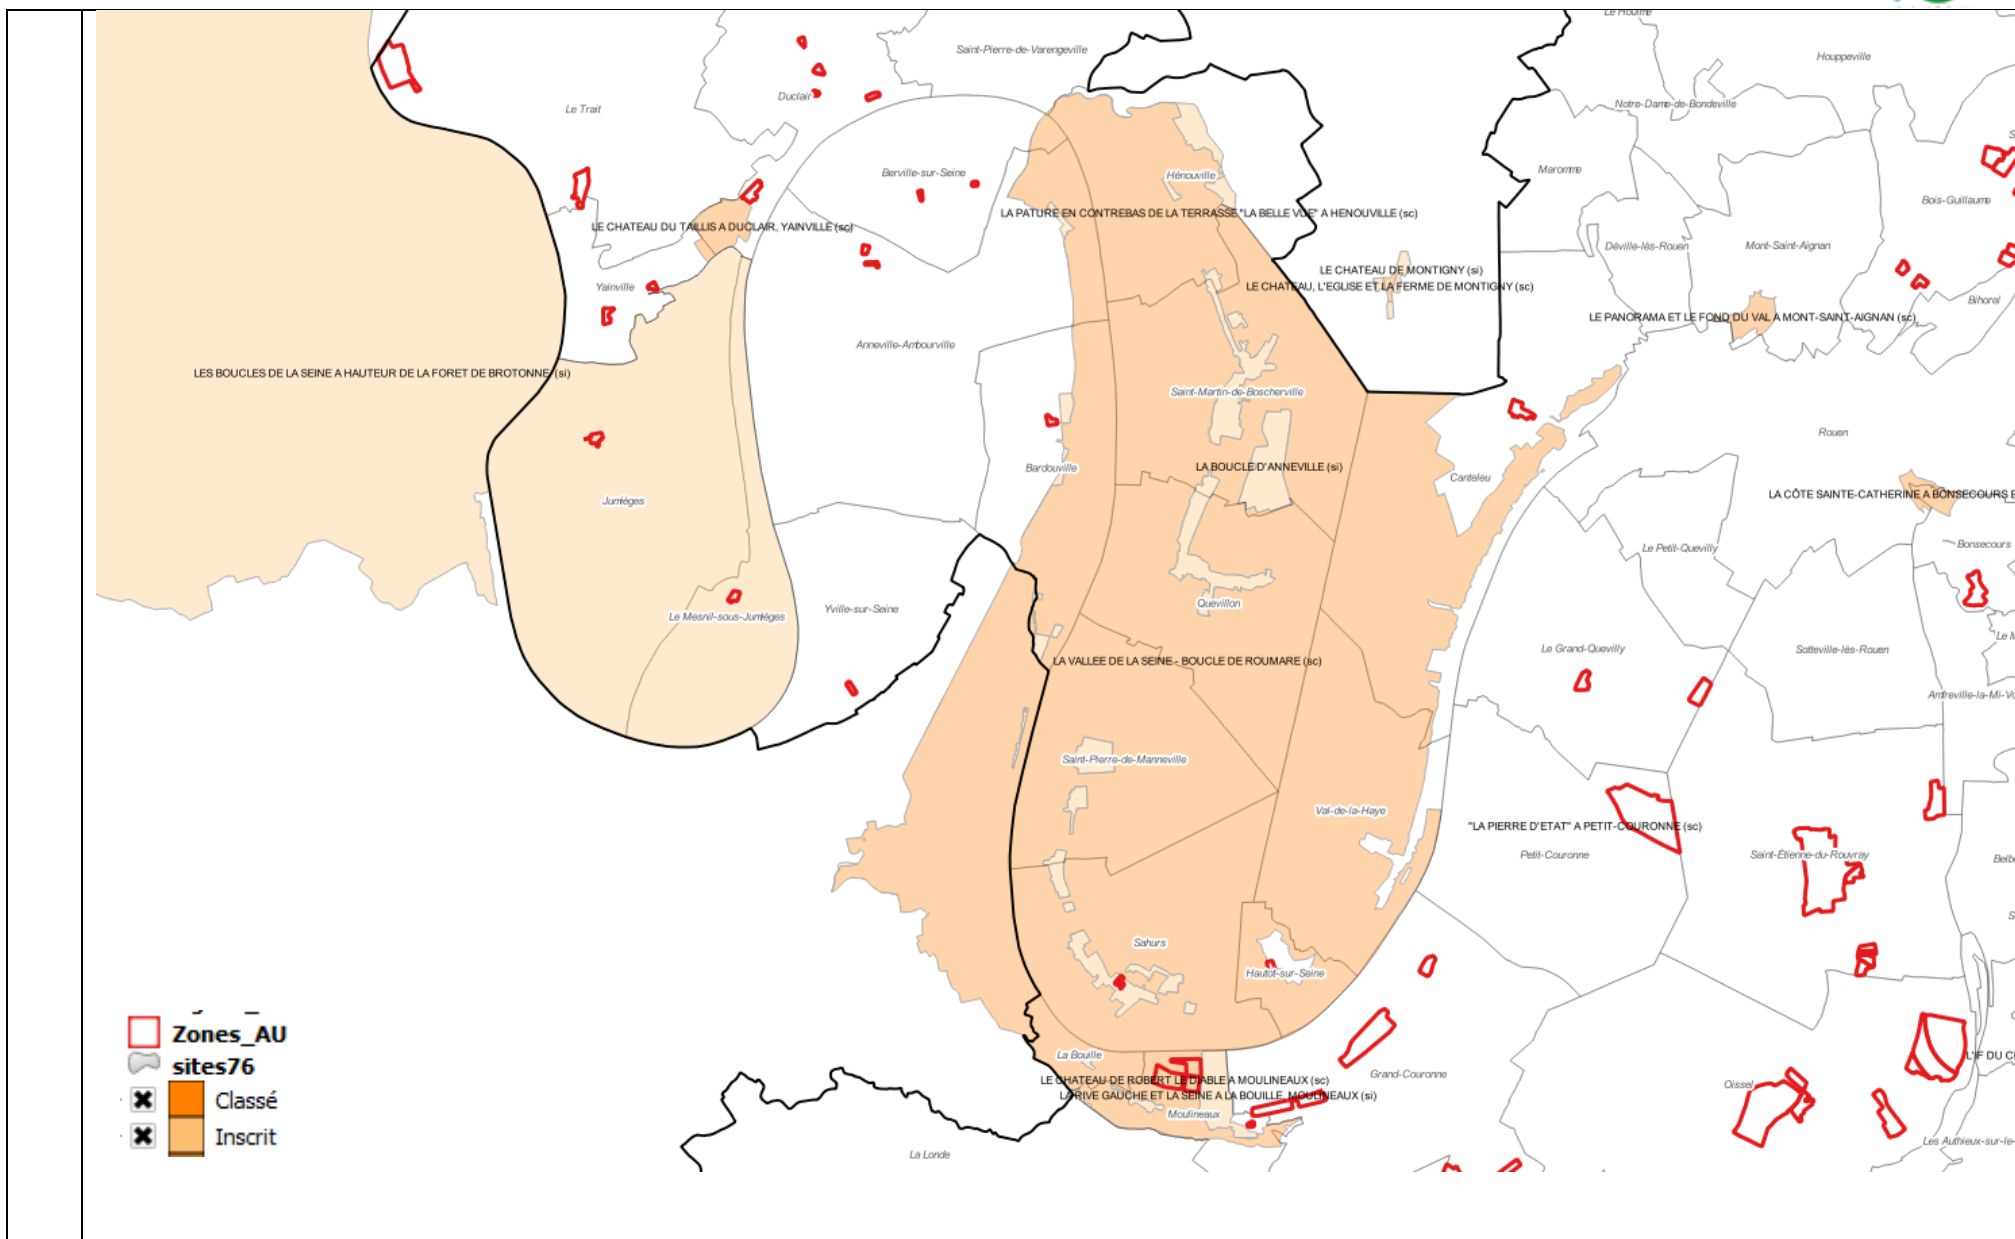 Le Houlme
Saint-Pierre-de-Varengeville
Houppeville
Duclair
Le Trait
Notre-Dame-de-Bondeville
Maromme
Berville-sur-Seine
Hénouville
Bois-Guillaume
LA PATURE EN CONTREBAS DE LA TERRASSE "LA BELLE VUE" A HENOUVILLE (sc)
LE CHATEAU DU TAILLIS A DUCLAIR, YAINVILLE (sc)
Déville-lès-Rouen
Mont-Saint-Aignan
LE CHATEAU DE MONTIGNY (si)
LE CHATEAU, L'EGLISE ET LA FERME DE MONTIGNY (sc)
Yainville
Bihorel
LE PANORAMA ET LE FOND DU VAL A MONT-SAINT-AIGNAN (sc)
Anneville-Ambourville
LES BOUCLES DE LA SEINE A HAUTEUR DE LA FORET DE BROTONNE (si)
Saint-Martin-de-Boscherville
Rouen
LA BOUCLE D'ANNEVILLE (si)
Bardouville
Canteleu
LA CÔTE SAINTE-CATHERINE A BONSECOURS E
Jumièges
Le Petit-Quevilly
Bonsecours
Quevillon
Yville-sur-Seine
Le Mesnil-sous-Jumièges
Le M
Le Grand-Quevilly
Sotteville-lès-Rouen
LA VALLEE DE LA SEINE - BOUCLE DE ROUMARE (sc)
Amfreville-la-Mi-Vo
Saint-Pierre-de-Manneville
Val-de-la-Haye
"LA PIERRE D'ETAT" A PETIT-COURONNE (sc)
Petit-Couronne
Saint-Étienne-du-Rouvray
Belb
Sahurs
Hautot-sur-Seine
Zones_AU
sites76
Classé
Inscrit
La Bouille
L'IF DU C
Grand-Couronne
LE CHATEAU DE ROBERT LE DIABLE A MOULINEAUX (sc)
Oissel
LA RIVE GAUCHE ET LA SEINE A LA BOUILLE, MOULINEAUX (si)
Moulineaux
Les Authieux-sur-le-
La Londe